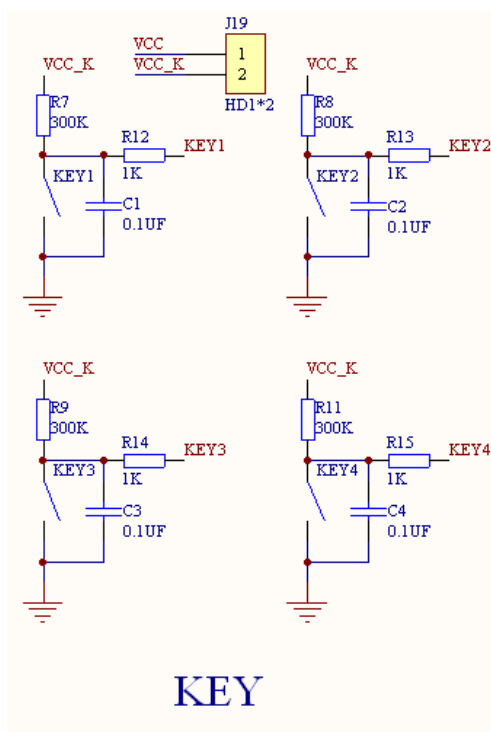 J19
VCC
1
VCC_K
2
HD1*2
VCC_K
R7
300K
R12
KEY1
1K
KEY1
C1
0.1UF
VCC_K
R8
300K
R13
KEY2
1K
KEY2
C2
0.1UF
VCC_K
R9
300K
R14
KEY3
1K
KEY3
C3
0.1UF
VCC_K
R11
300K
R15
KEY4
1K
KEY4
C4
0.1UF
KEY